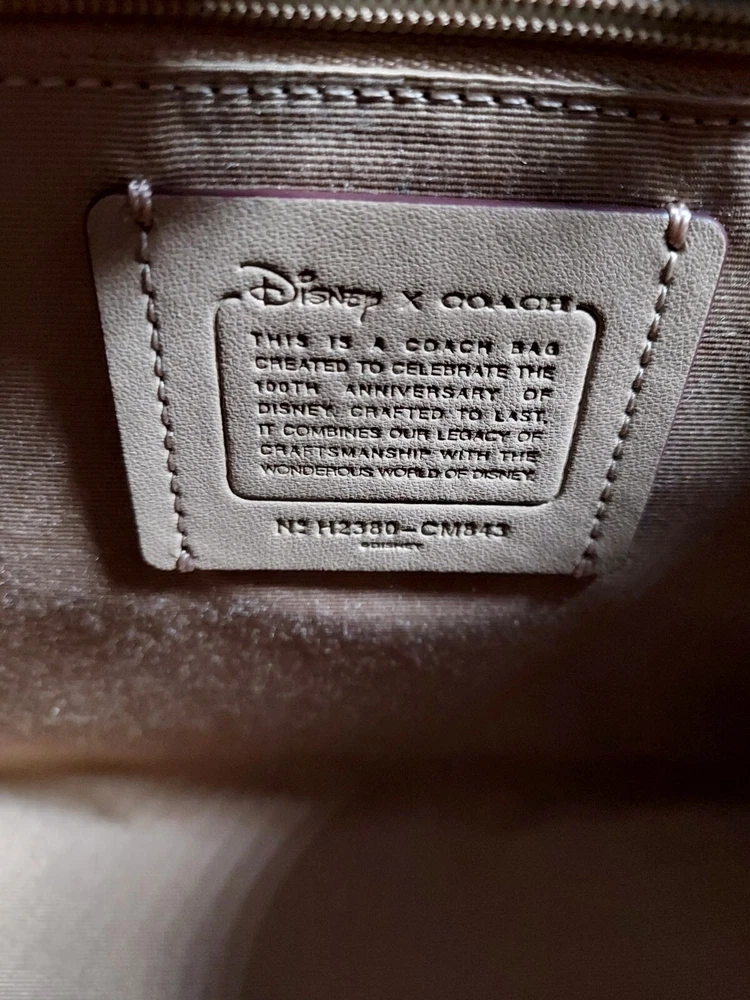 Disney X COACH
THIS IS A COACH BAG
CREATED TO CELEBRATE THE
100TH ANNIVERSARY OF
DISNEY. CRAFTED TO LAST,
IT COMBINES OUR LEGACY OF
CRAFTSMANSHIP WITH THE
WONDEROUS WORLD OF DISNEY.
Nº H2380-CM843
©DISNEY